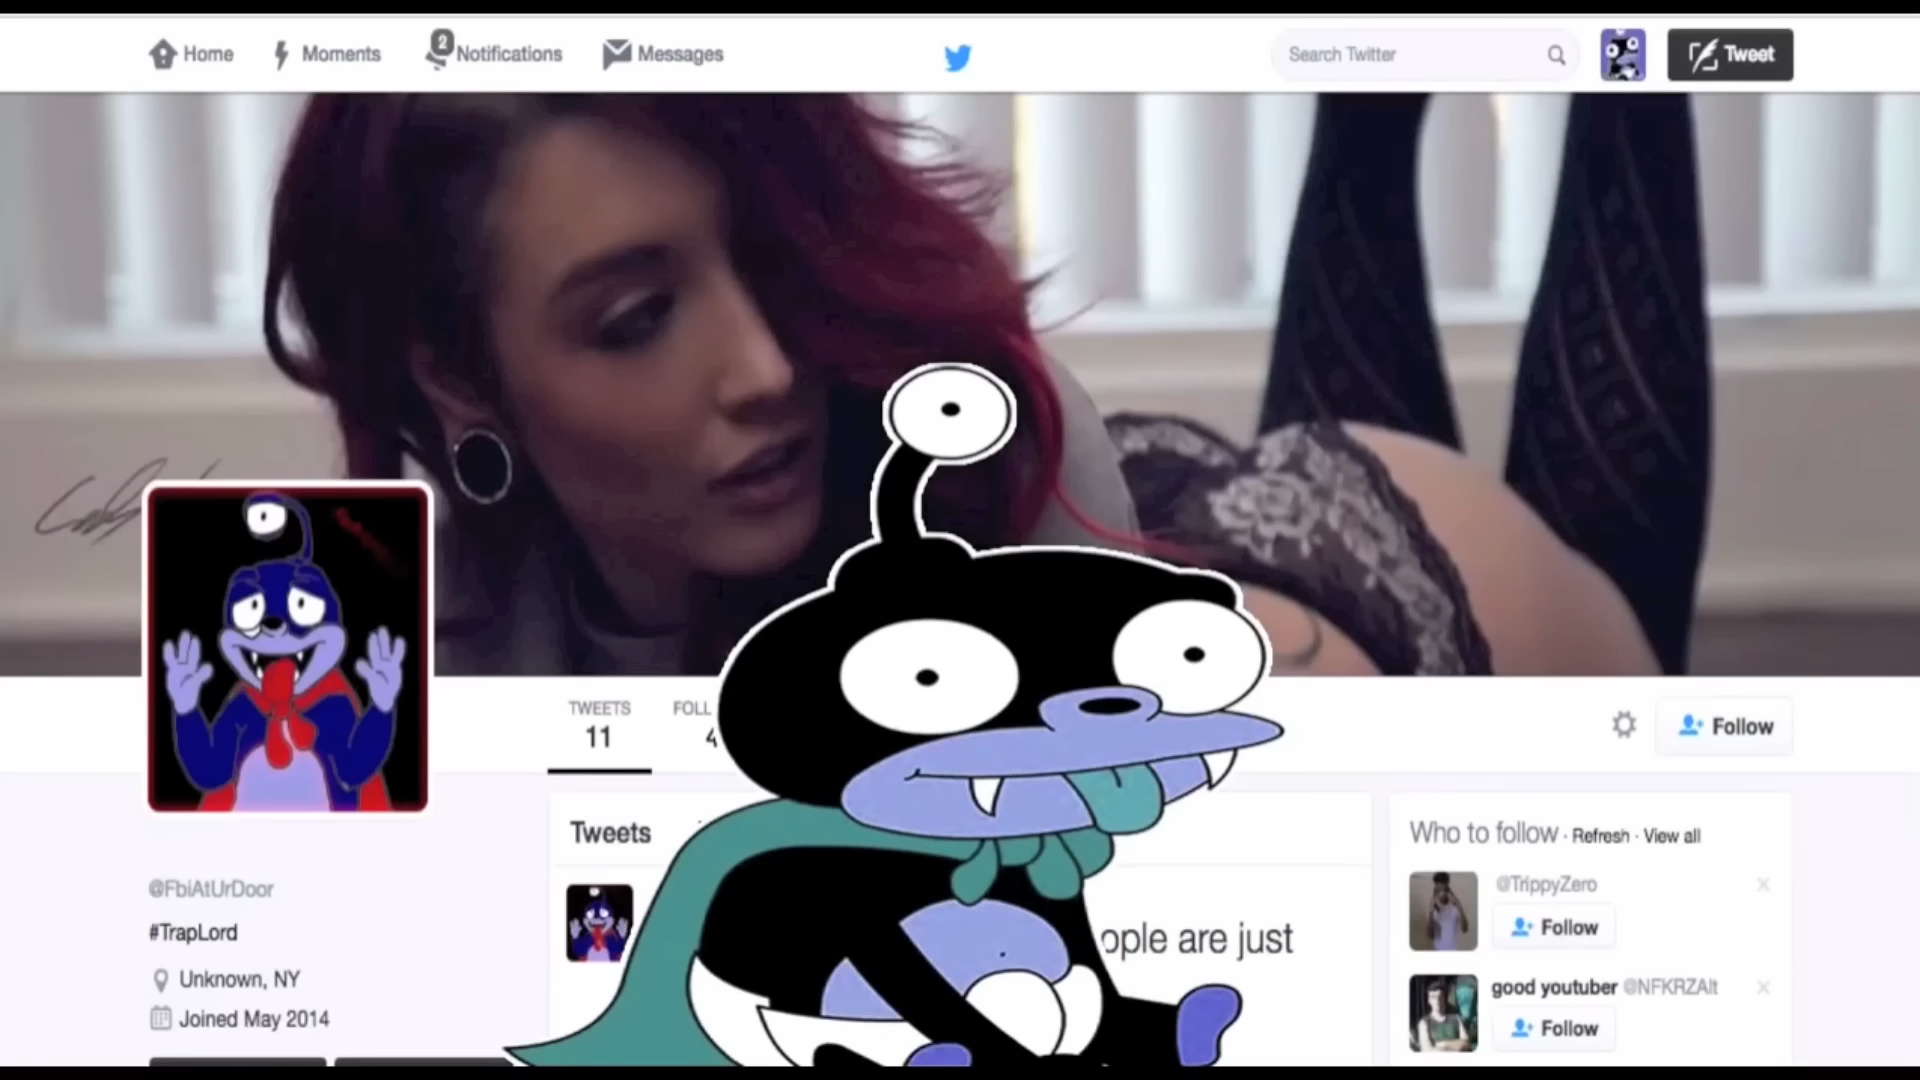 Home
Moments
2
Notifications
Messages
Search Twitter
Tweet
TWEETS
FOLL
11
4
Follow
Tweets
Who to follow · Refresh · View all
@FbiAtUrDoor
@TrippyZero
Follow
#TrapLord
ople are just
Unknown, NY
good youtuber @NFKRZAlt
Joined May 2014
Follow